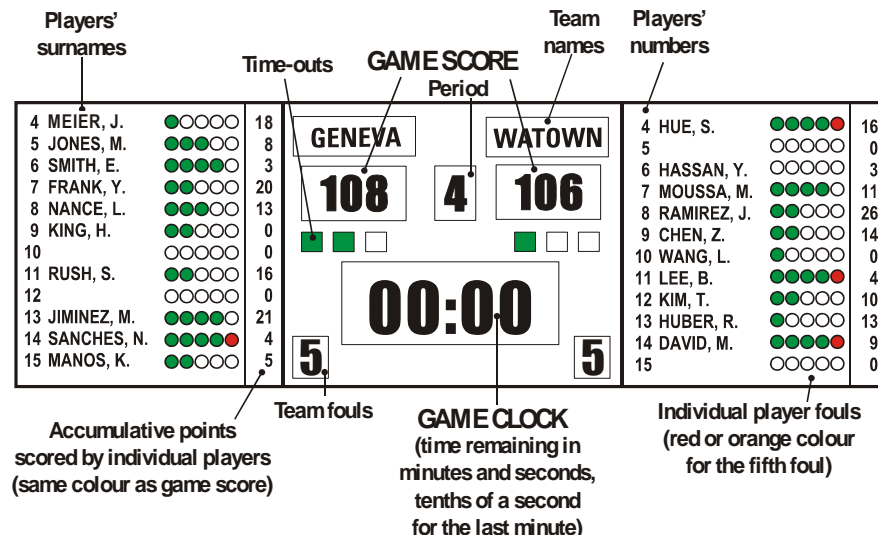 Players'
surnames
Time-outs
GAME SCORE
Period
Team
names
Players'
numbers
4 MEIER, J. 18
5 JONES, M. 8
6 SMITH, E. 3
7 FRANK, Y. 20
8 NANCE, L. 13
9 KING, H. 0
10 0
11 RUSH, S. 16
12 0
13 JIMINEZ, M. 21
14 SANCHES, N. 4
15 MANOS, K. 5
GENEVA
WATOWN
108
4
106
00:00
5
5
4 HUE, S. 16
5 0
6 HASSAN, Y. 3
7 MOUSSA, M. 11
8 RAMIREZ, J. 26
9 CHEN, Z. 14
10 WANG, L. 0
11 LEE, B. 4
12 KIM, T. 10
13 HUBER, R. 13
14 DAVID, M. 9
15 0
Accumulative points
scored by individual players
(same colour as game score)
Team fouls
GAME CLOCK
(time remaining in
minutes and seconds,
tenths of a second
for the last minute)
Individual player fouls
(red or orange colour
for the fifth foul)